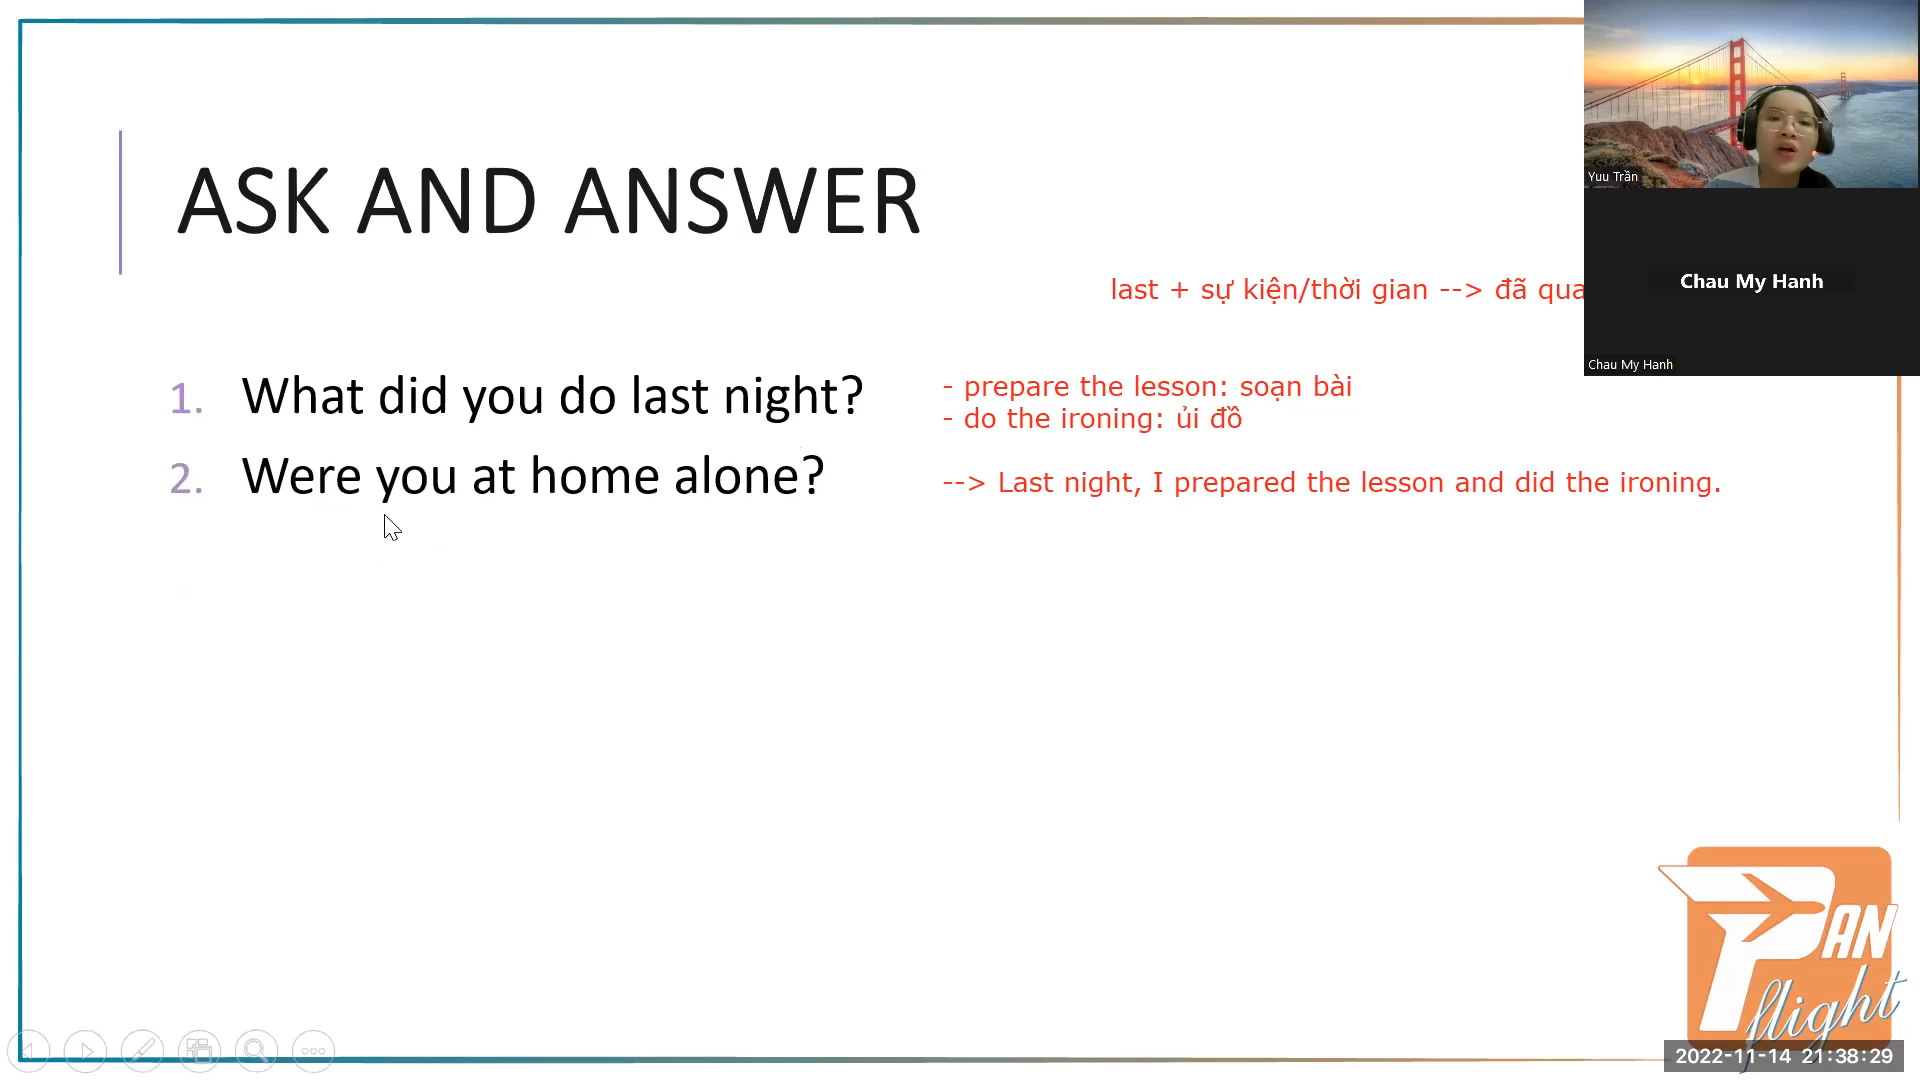 ASK AND ANSWER
last + sự kiện/thời gian --> đã qua
1. What did you do last night?
- prepare the lesson: soạn bài
- do the ironing: ủi đồ
2. Were you at home alone?
--> Last night, I prepared the lesson and did the ironing.
Yuu Trần
Chau My Hanh
Chau My Hanh
PAN
flight
2022-11-14 21:38:29